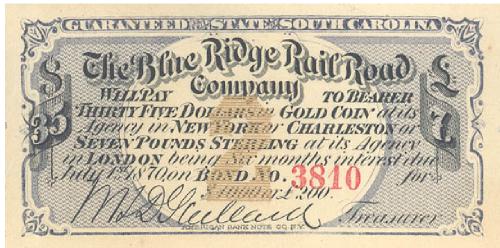 GUARANTEED BY THE STATE OF SOUTH CAROLINA
$ £
The Blue Ridge Rail Road
Company
WILL PAY TO BEARER
THIRTY FIVE DOLLARS in GOLD COIN at its
Agency in NEW YORK or CHARLESTON or
SEVEN POUNDS STERLING at its Agency
in LONDON being six months interest due
July 1st 1870, on BOND NO. 3810 for
£200.
35 7
Treasurer
AMERICAN BANK NOTE CO. N.Y.